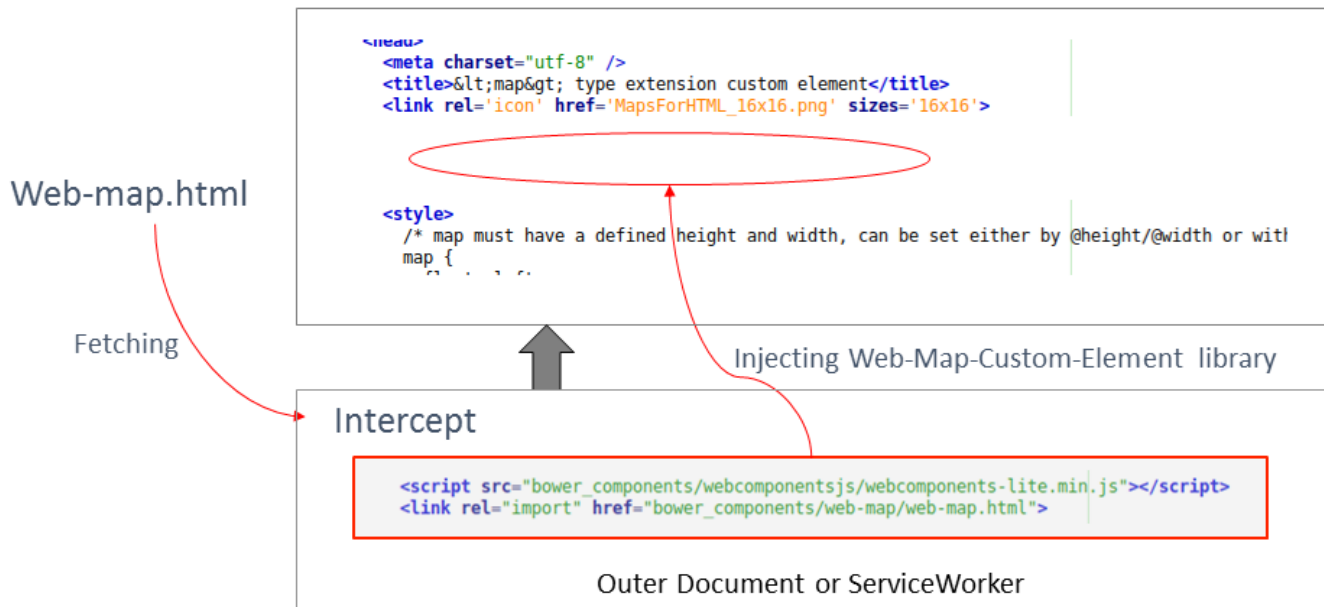 <head>
<meta charset="utf-8" />
<title>&lt;map&gt; type extension custom element</title>
<link rel='icon' href='MapsForHTML_16x16.png' sizes='16x16'>
Web-map.html
<style>
/* map must have a defined height and width, can be set either by @height/@width or with
map {
Fetching
Injecting Web-Map-Custom-Element library
Intercept
<script src="bower_components/webcomponentsjs/webcomponents-lite.min.js"></script>
<link rel="import" href="bower_components/web-map/web-map.html">
Outer Document or ServiceWorker